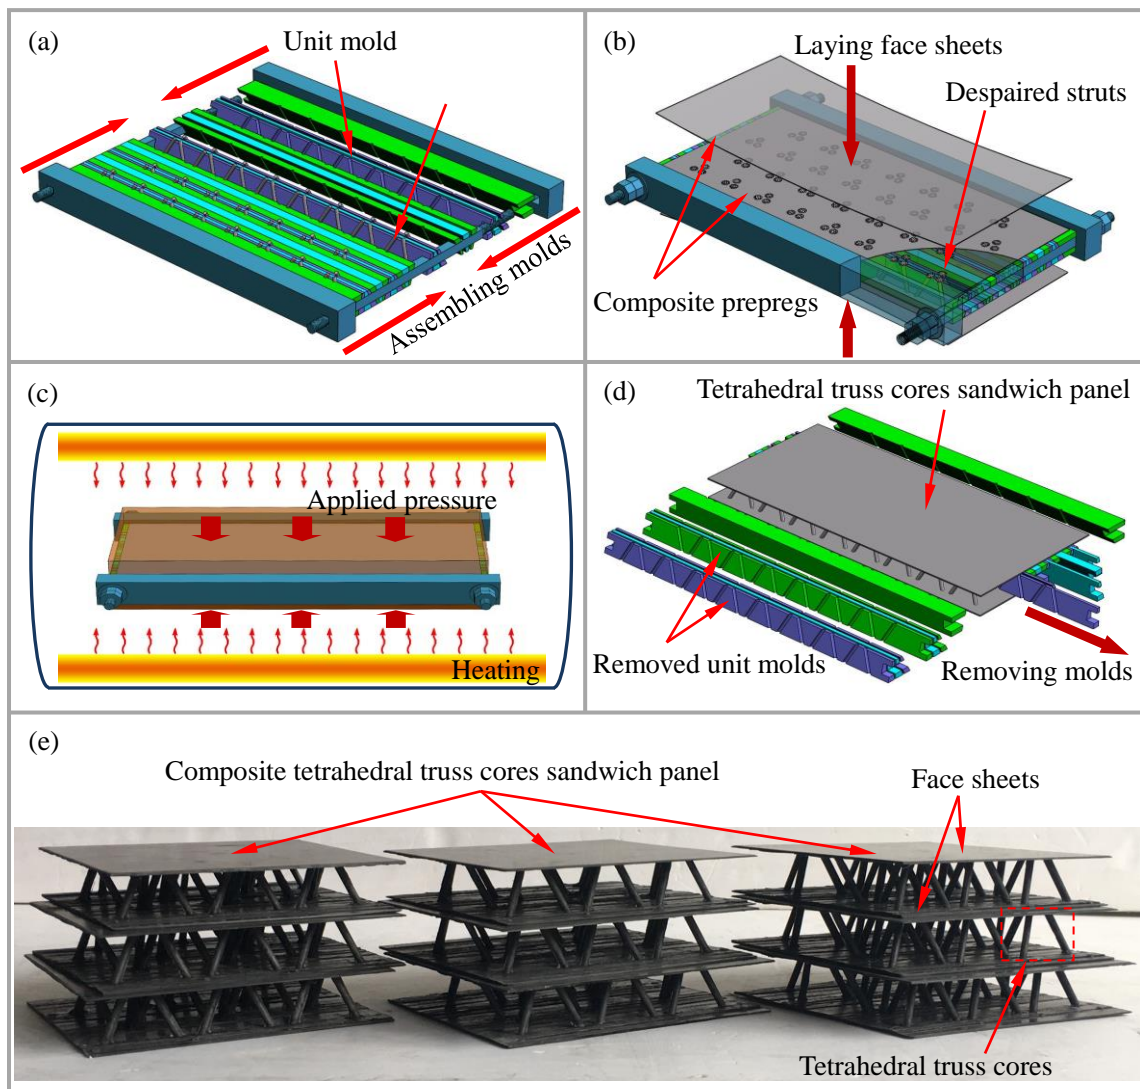 (a)
Unit mold
Assembling molds
(b)
Laying face sheets
Despaired struts
Composite prepregs
(c)
Applied pressure
Heating
(d)
Tetrahedral truss cores sandwich panel
Removed unit molds
Removing molds
(e)
Composite tetrahedral truss cores sandwich panel
Face sheets
Tetrahedral truss cores